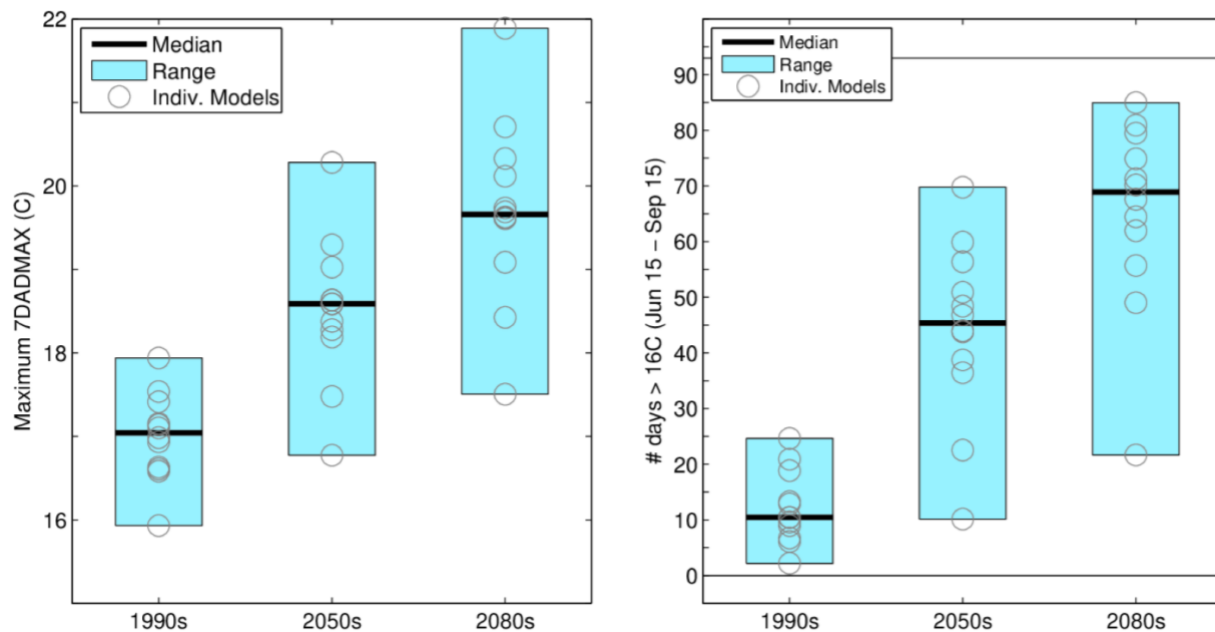 Maximum 7DADMAX (C)
22
20
18
16
Median
Range
Indiv. Models
1990s
2050s
2080s
# days > 16C (Jun 15 – Sep 15)
90
80
70
60
50
40
30
20
10
0
Median
Range
Indiv. Models
1990s
2050s
2080s